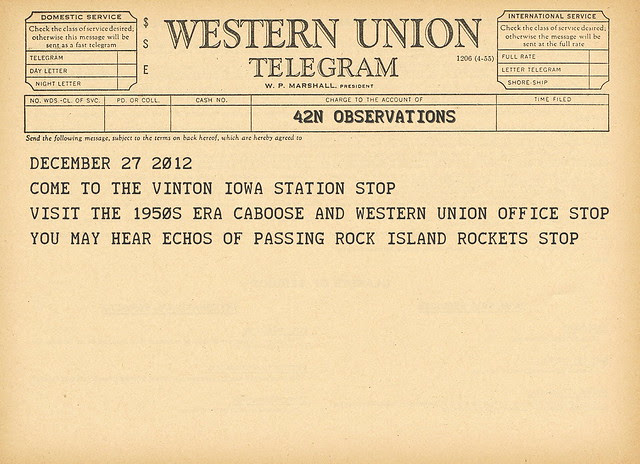 DOMESTIC SERVICE
Check the class of service desired;
otherwise this message will be
sent as a fast telegram
TELEGRAM
DAY LETTER
NIGHT LETTER
$
S
E
WESTERN UNION
TELEGRAM
1206 (4-55)
W. P. MARSHALL, PRESIDENT
INTERNATIONAL SERVICE
Check the class of service desired;
otherwise the message will be
sent at the full rate
FULL RATE
LETTER TELEGRAM
SHORE-SHIP
NO. WDS.-CL. OF SVC. PD. OR COLL. CASH NO. CHARGE TO THE ACCOUNT OF TIME FILED
42N OBSERVATIONS
Send the following message, subject to the terms on back hereof, which are hereby agreed to
DECEMBER 27 2012
COME TO THE VINTON IOWA STATION STOP
VISIT THE 1950S ERA CABOOSE AND WESTERN UNION OFFICE STOP
YOU MAY HEAR ECHOS OF PASSING ROCK ISLAND ROCKETS STOP